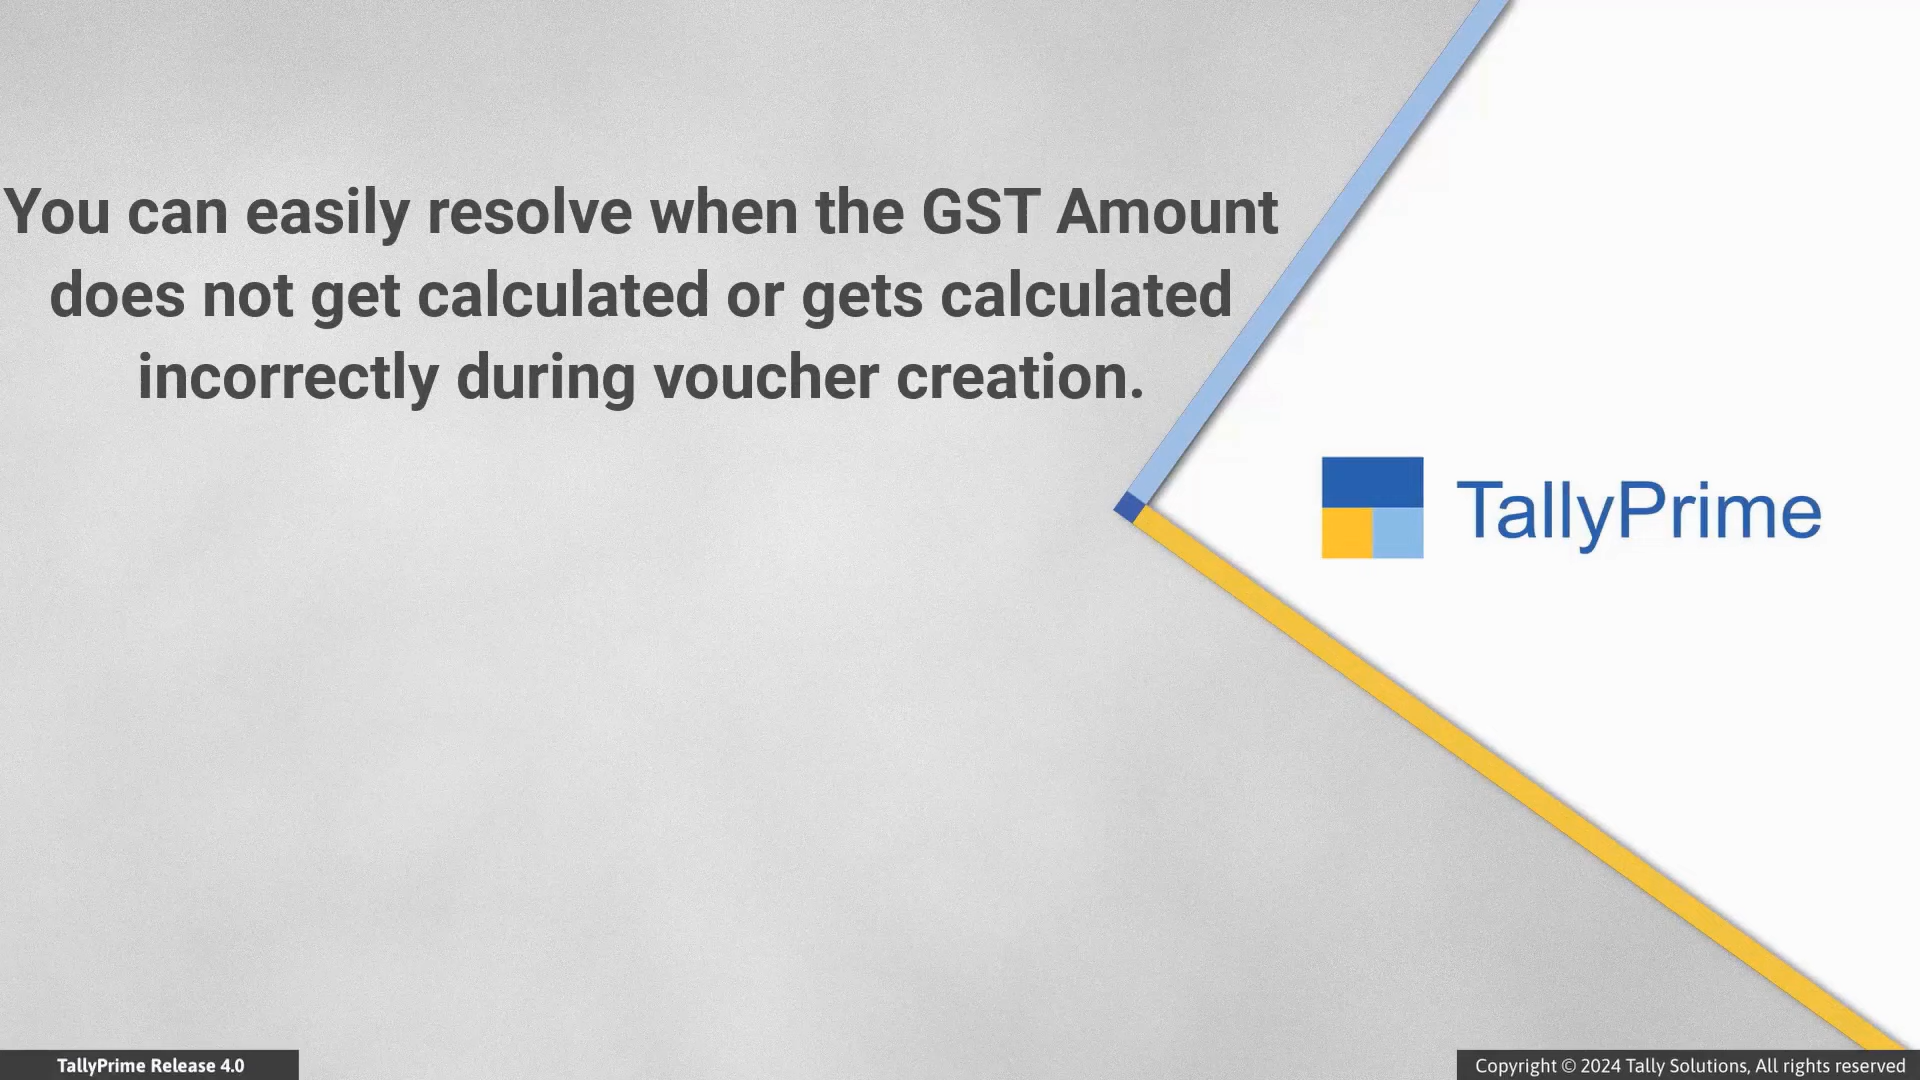 You can easily resolve when the GST Amount
does not get calculated or gets calculated
incorrectly during voucher creation.
TallyPrime
TallyPrime Release 4.0
Copyright © 2024 Tally Solutions, All rights reserved